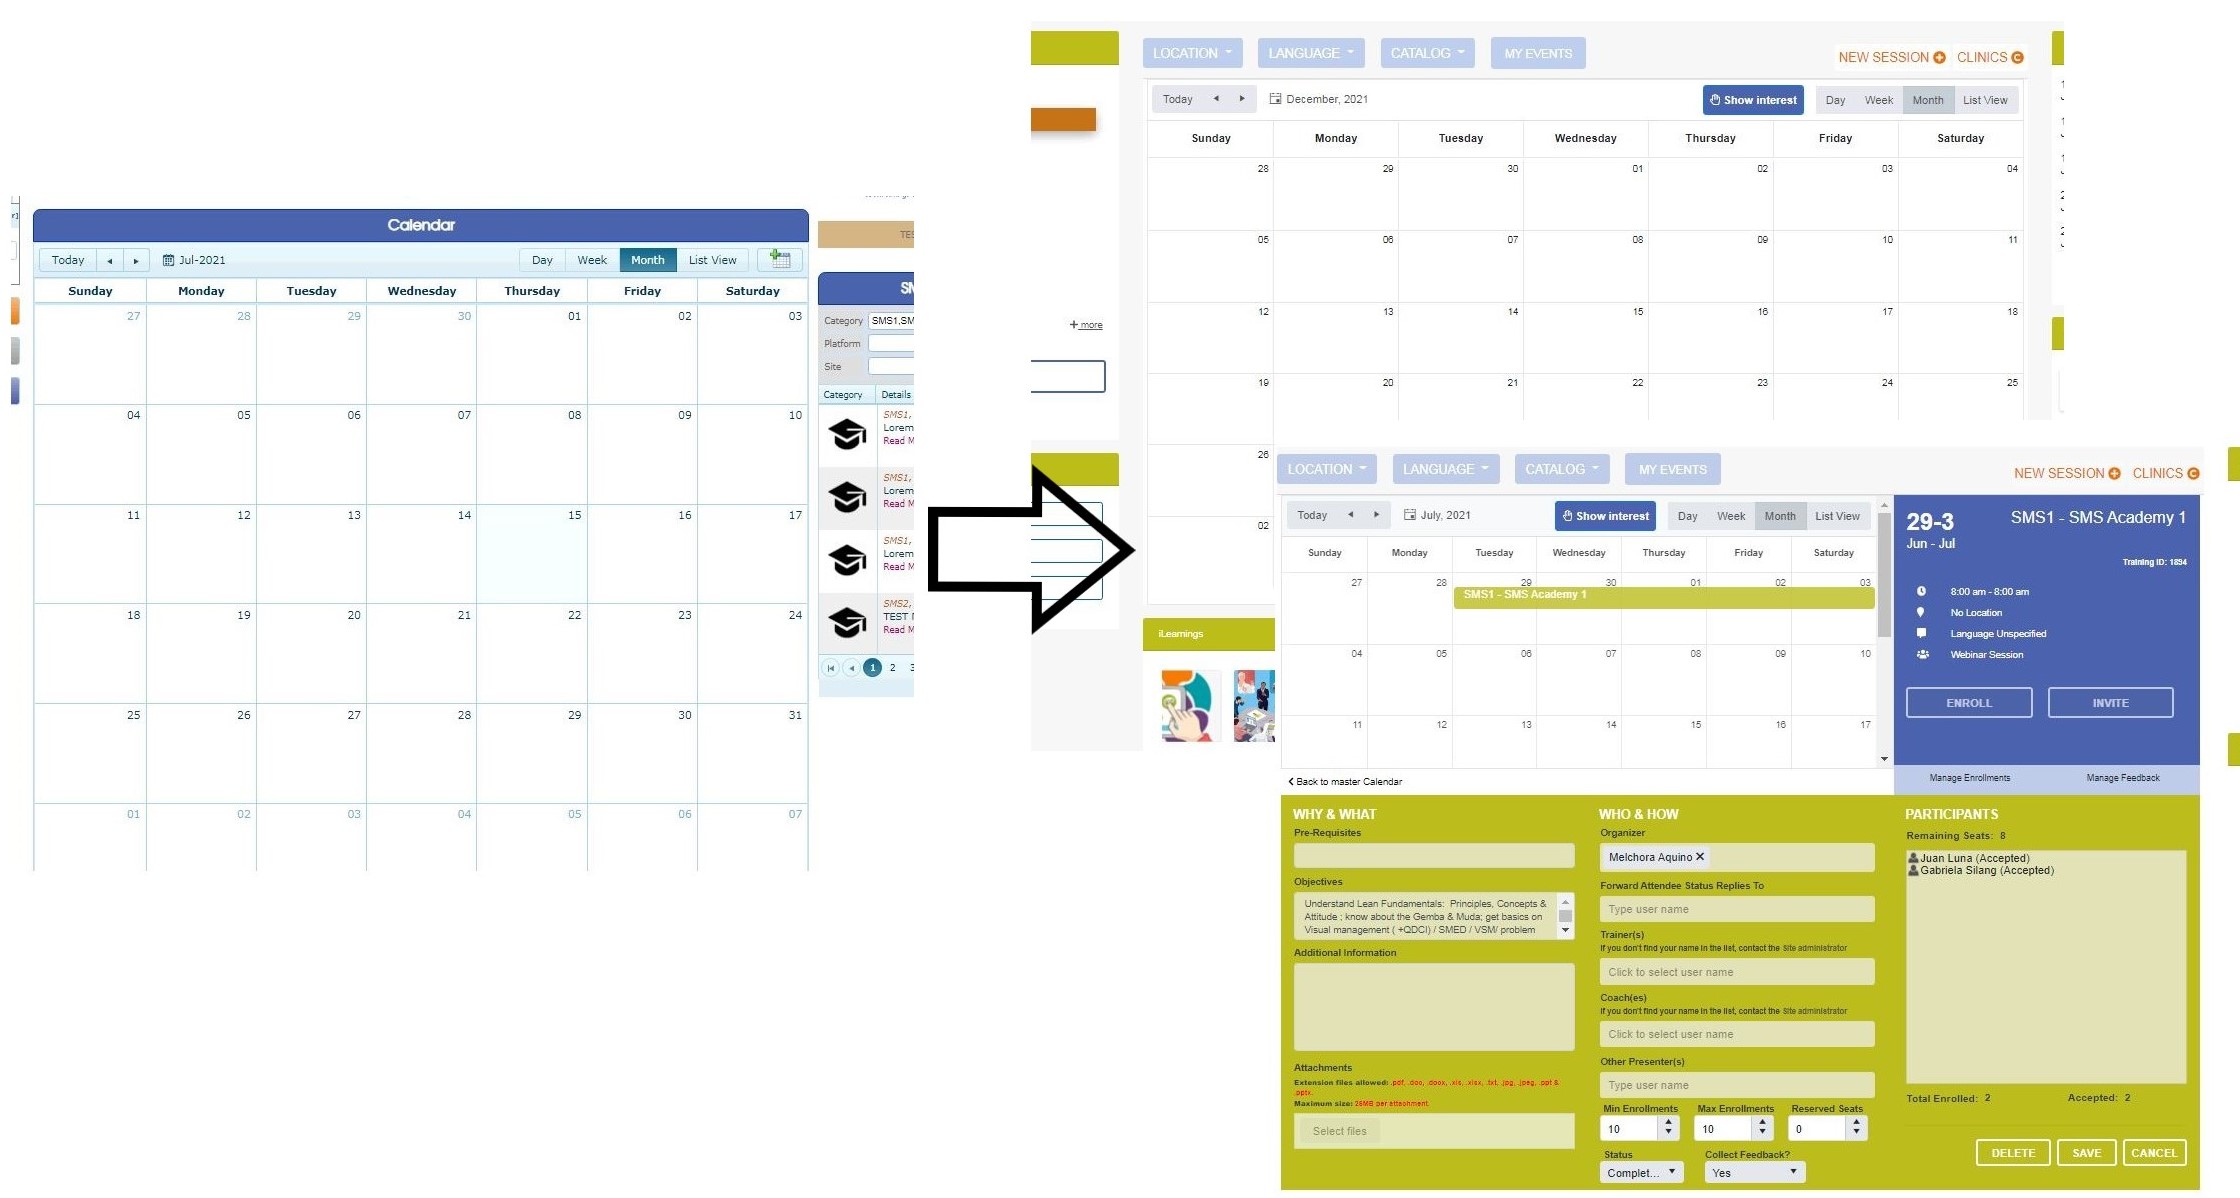 Calendar
Today
Jul-2021
Day Week Month List View
Sunday Monday Tuesday Wednesday Thursday Friday Saturday
27 28 29 30 01 02 03
04 05 06 07 08 09 10
11 12 13 14 15 16 17
18 19 20 21 22 23 24
25 26 27 28 29 30 31
01 02 03 04 05 06 07
Category SMS1,SM
Platform
Site
Category Details
SMS1,
Lorem
Read M
SMS1,
Lorem
Read M
SMS1,
Lorem
Read M
SMS2,
TEST
Read M
1 2
+ more
LOCATION LANGUAGE CATALOG MY EVENTS
NEW SESSION CLINICS
Today December, 2021 Show interest Day Week Month List View
Sunday Monday Tuesday Wednesday Thursday Friday Saturday
28 29 30 01 02 03 04
05 06 07 08 09 10 11
12 13 14 15 16 17 18
19 20 21 22 23 24 25
26
02
iLearnings
LOCATION LANGUAGE CATALOG MY EVENTS
NEW SESSION CLINICS
Today July, 2021 Show interest Day Week Month List View
Sunday Monday Tuesday Wednesday Thursday Friday Saturday
27 28 29 30 01 02 03
SMS1 - SMS Academy 1
04 05 06 07 08 09 10
11 12 13 14 15 16 17
Back to master Calendar
29-3 SMS1 - SMS Academy 1
Jun - Jul
Training ID: 1894
8:00 am - 8:00 am
No Location
Language Unspecified
Webinar Session
ENROLL INVITE
Manage Enrollments Manage Feedback
WHY & WHAT
Pre-Requisites
Objectives
Understand Lean Fundamentals: Principles, Concepts &
Attitude ; know about the Gemba & Muda; get basics on
Visual management ( +QDCI) / SMED / VSM/ problem
Additional Information
Attachments
Extension files allowed: .pdf, .doc, .docx, .xls, .xlsx, .txt, .jpg, .jpeg, .ppt &
.pptx.
Maximum size: 25MB per attachment.
Select files
WHO & HOW
Organizer
Melchora Aquino ✕
Forward Attendee Status Replies To
Type user name
Trainer(s)
If you don't find your name in the list, contact the Site administrator
Click to select user name
Coach(es)
If you don't find your name in the list, contact the Site administrator
Click to select user name
Other Presenter(s)
Type user name
Min Enrollments Max Enrollments Reserved Seats
10 10 0
Status Collect Feedback?
Complet... Yes
PARTICIPANTS
Remaining Seats: 8
Juan Luna (Accepted)
Gabriela Silang (Accepted)
Total Enrolled: 2 Accepted: 2
DELETE SAVE CANCEL